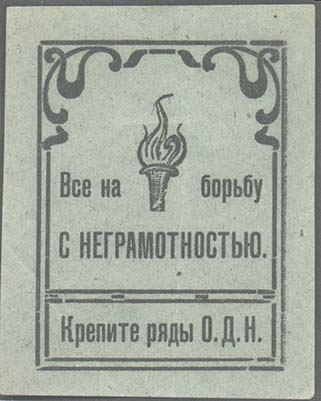 Все на борьбу
С НЕГРАМОТНОСТЬЮ.
Крепите ряды О.Д.Н.